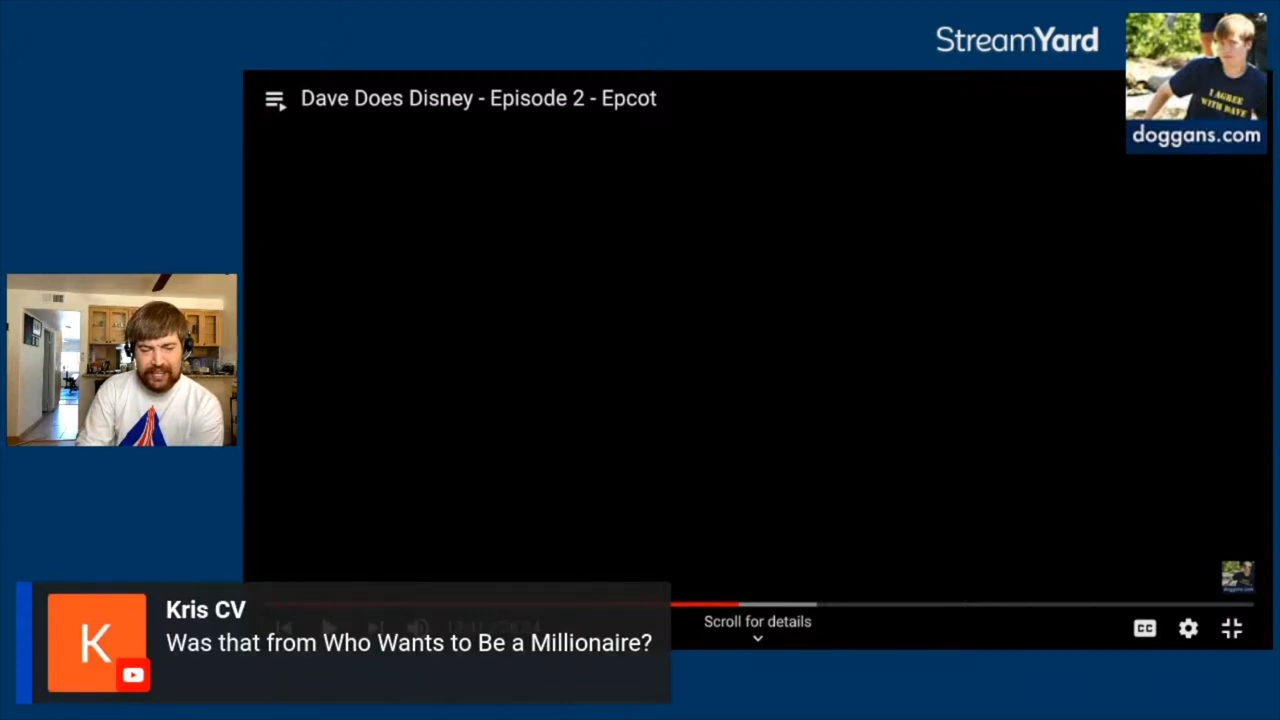 StreamYard
Dave Does Disney - Episode 2 - Epcot
I AGREE
WITH DAVE
doggans.com
Kris CV
Was that from Who Wants to Be a Millionaire?
K
Scroll for details
CC